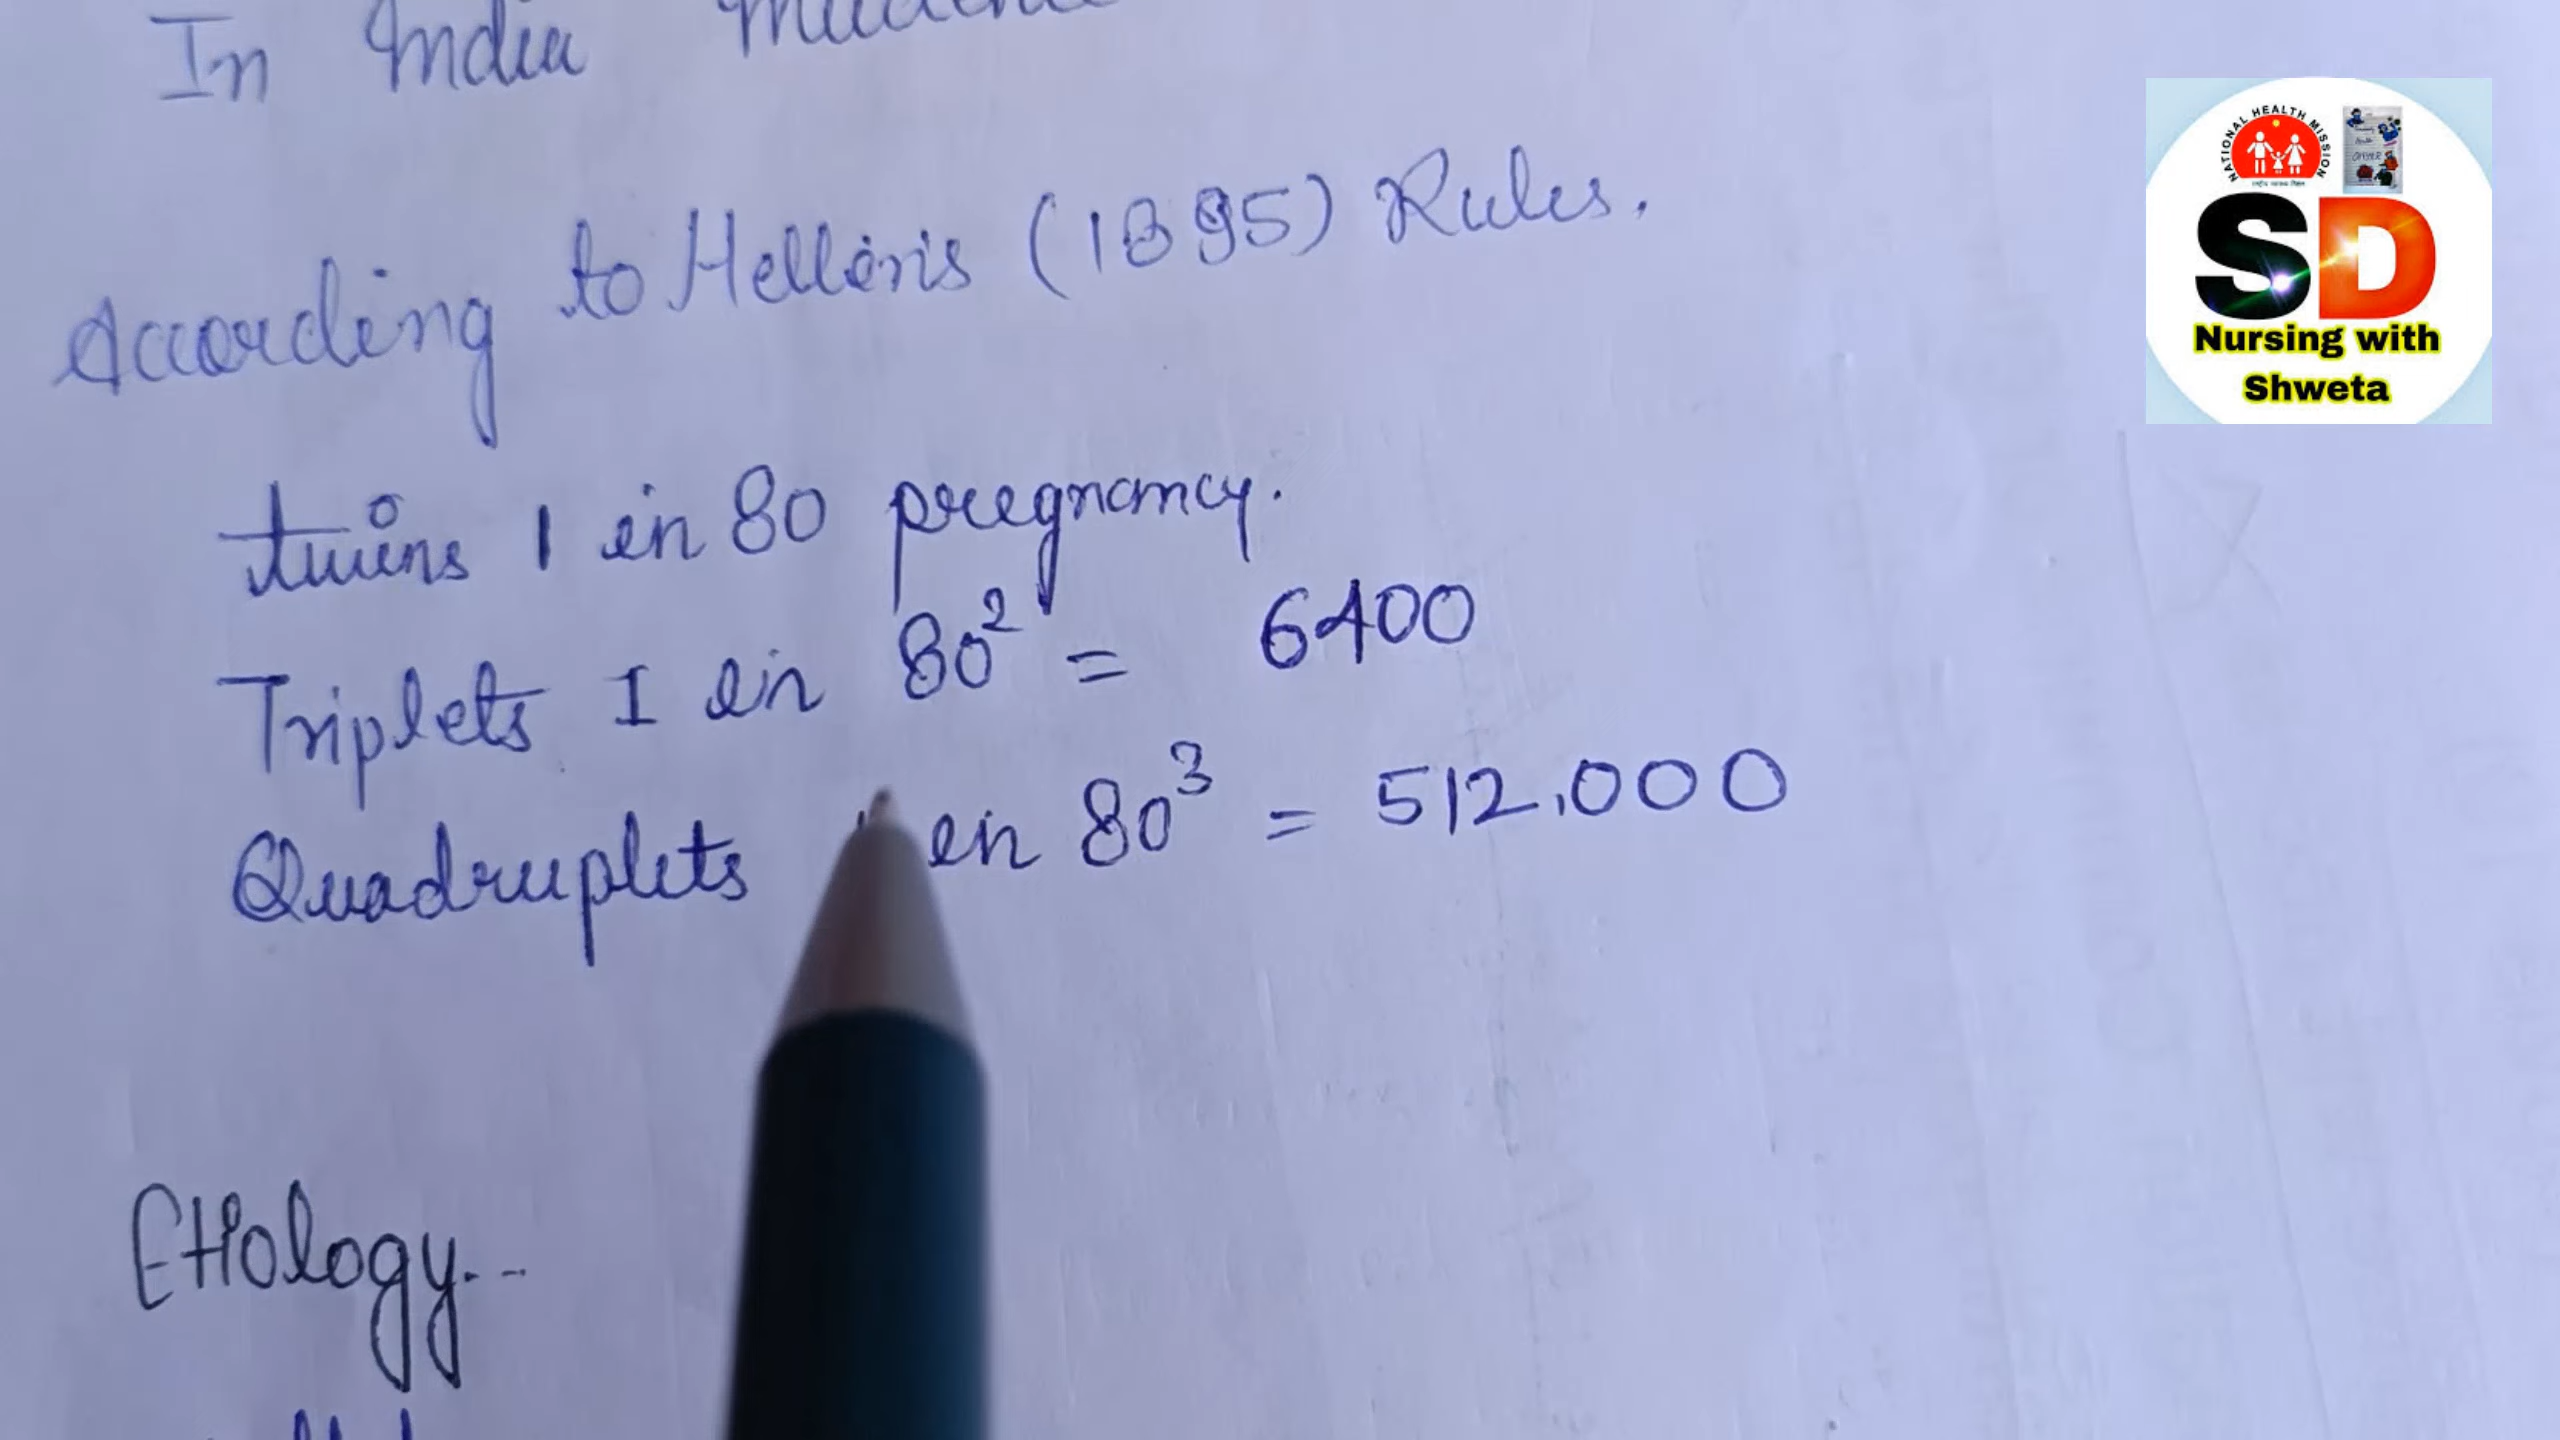 In India
According to Hellin's (1895) Rules.
twins 1 in 80 pregnancy.
Triplets I in 80² = 6400
Quadruplets in 80³ = 512,000
Etiology...
NATIONAL HEALTH MISSION
SD
Nursing with
Shweta